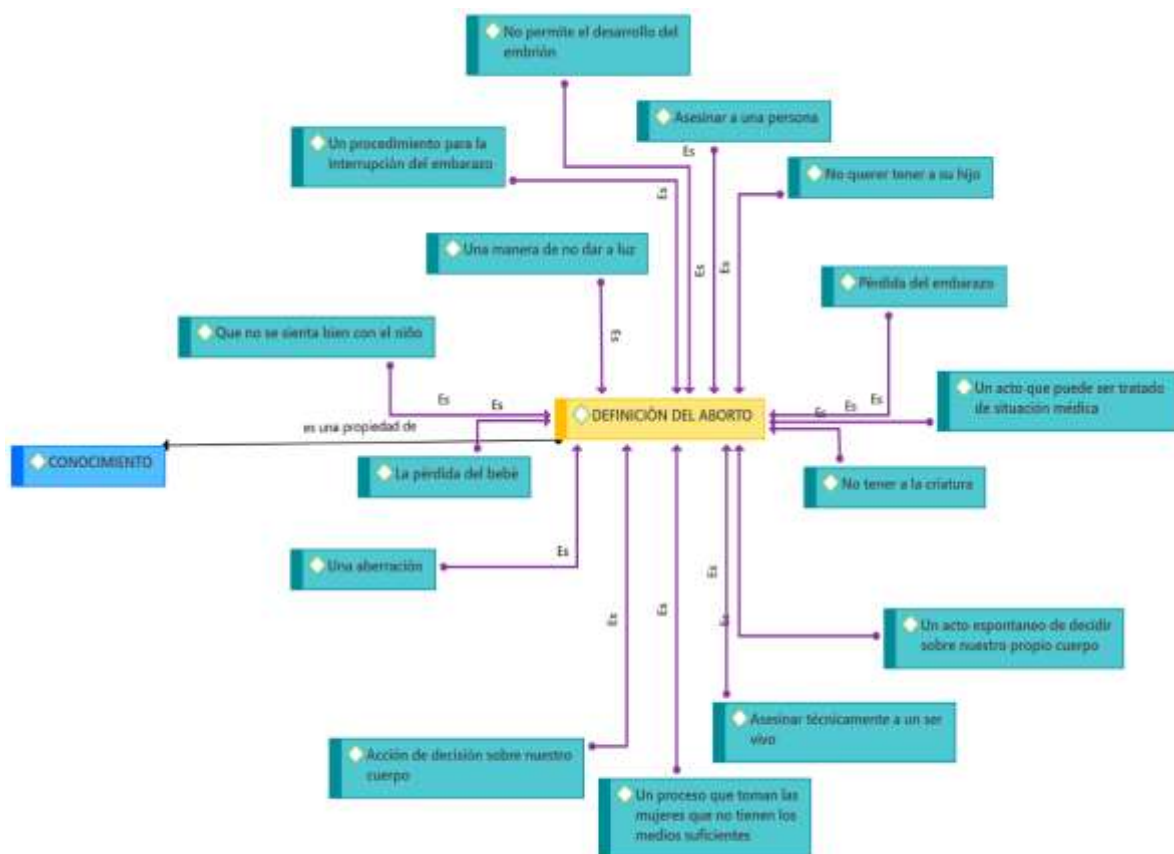 No permite el desarrollo del
embrión
Asesinar a una persona
Es
Un procedimiento para la
interrupción del embarazo
No querer tener a su hijo
Es
Una manera de no dar a luz
Es
Es
Pérdida del embarazo
Que no se sienta bien con el niño
Es
Es
Es
Es
Es
Es
Un acto que puede ser tratado
de situación médica
DEFINICIÓN DEL ABORTO
es una propiedad de
CONOCIMIENTO
La pérdida del bebé
No tener a la criatura
Es
Una aberración
Es
Es
Es
Es
Un acto espontaneo de decidir
sobre nuestro propio cuerpo
Asesinar técnicamente a un ser
vivo
Acción de decisión sobre nuestro
cuerpo
Un proceso que toman las
mujeres que no tienen los
medios suficientes